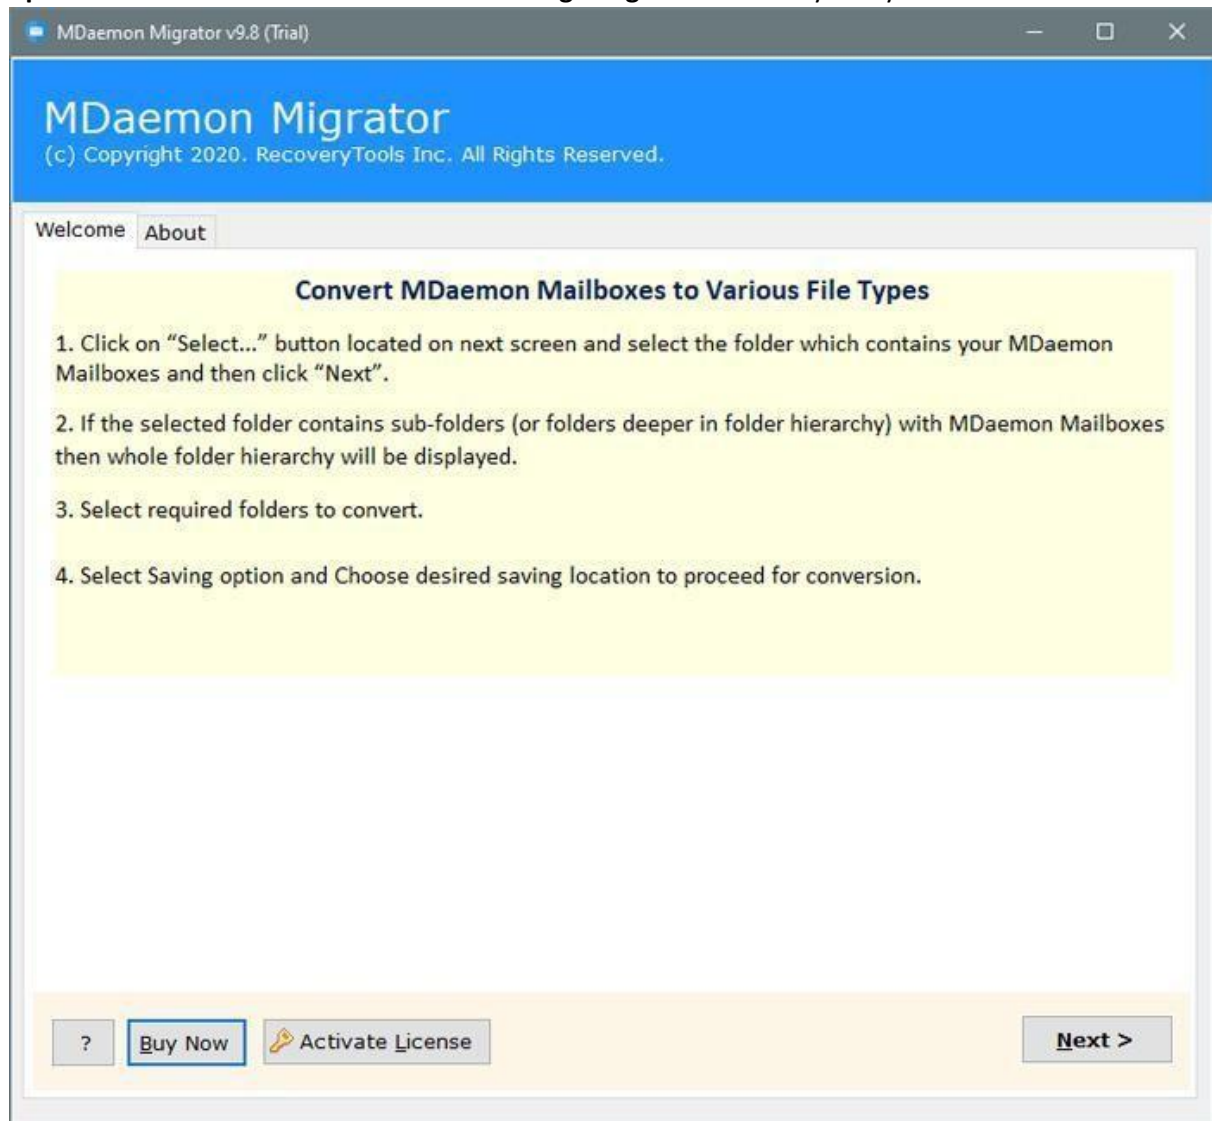 MDaemon Migrator v9.8 (Trial)
MDaemon Migrator
(c) Copyright 2020. RecoveryTools Inc. All Rights Reserved.
Welcome About
Convert MDaemon Mailboxes to Various File Types
1. Click on “Select...” button located on next screen and select the folder which contains your MDaemon
Mailboxes and then click “Next”.
2. If the selected folder contains sub-folders (or folders deeper in folder hierarchy) with MDaemon Mailboxes
then whole folder hierarchy will be displayed.
3. Select required folders to convert.
4. Select Saving option and Choose desired saving location to proceed for conversion.
? Buy Now Activate License Next >